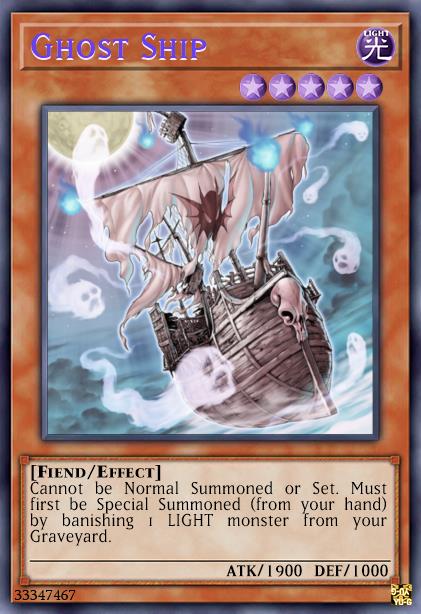 Ghost Ship
LIGHT
光
[Fiend/Effect]
Cannot be Normal Summoned or Set. Must
first be Special Summoned (from your hand)
by banishing 1 LIGHT monster from your
Graveyard.
ATK/1900 DEF/1000
33347467